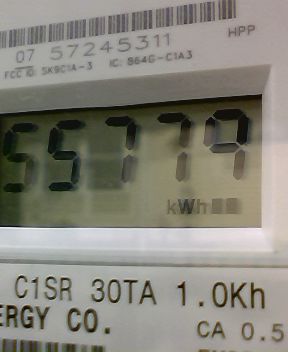 07 57245311 HPP
FCC ID: SK9C1A-3 IC: 864G-C1A3
55779
kWh
C1SR 30TA 1.0Kh
ERGY CO. CA 0.5